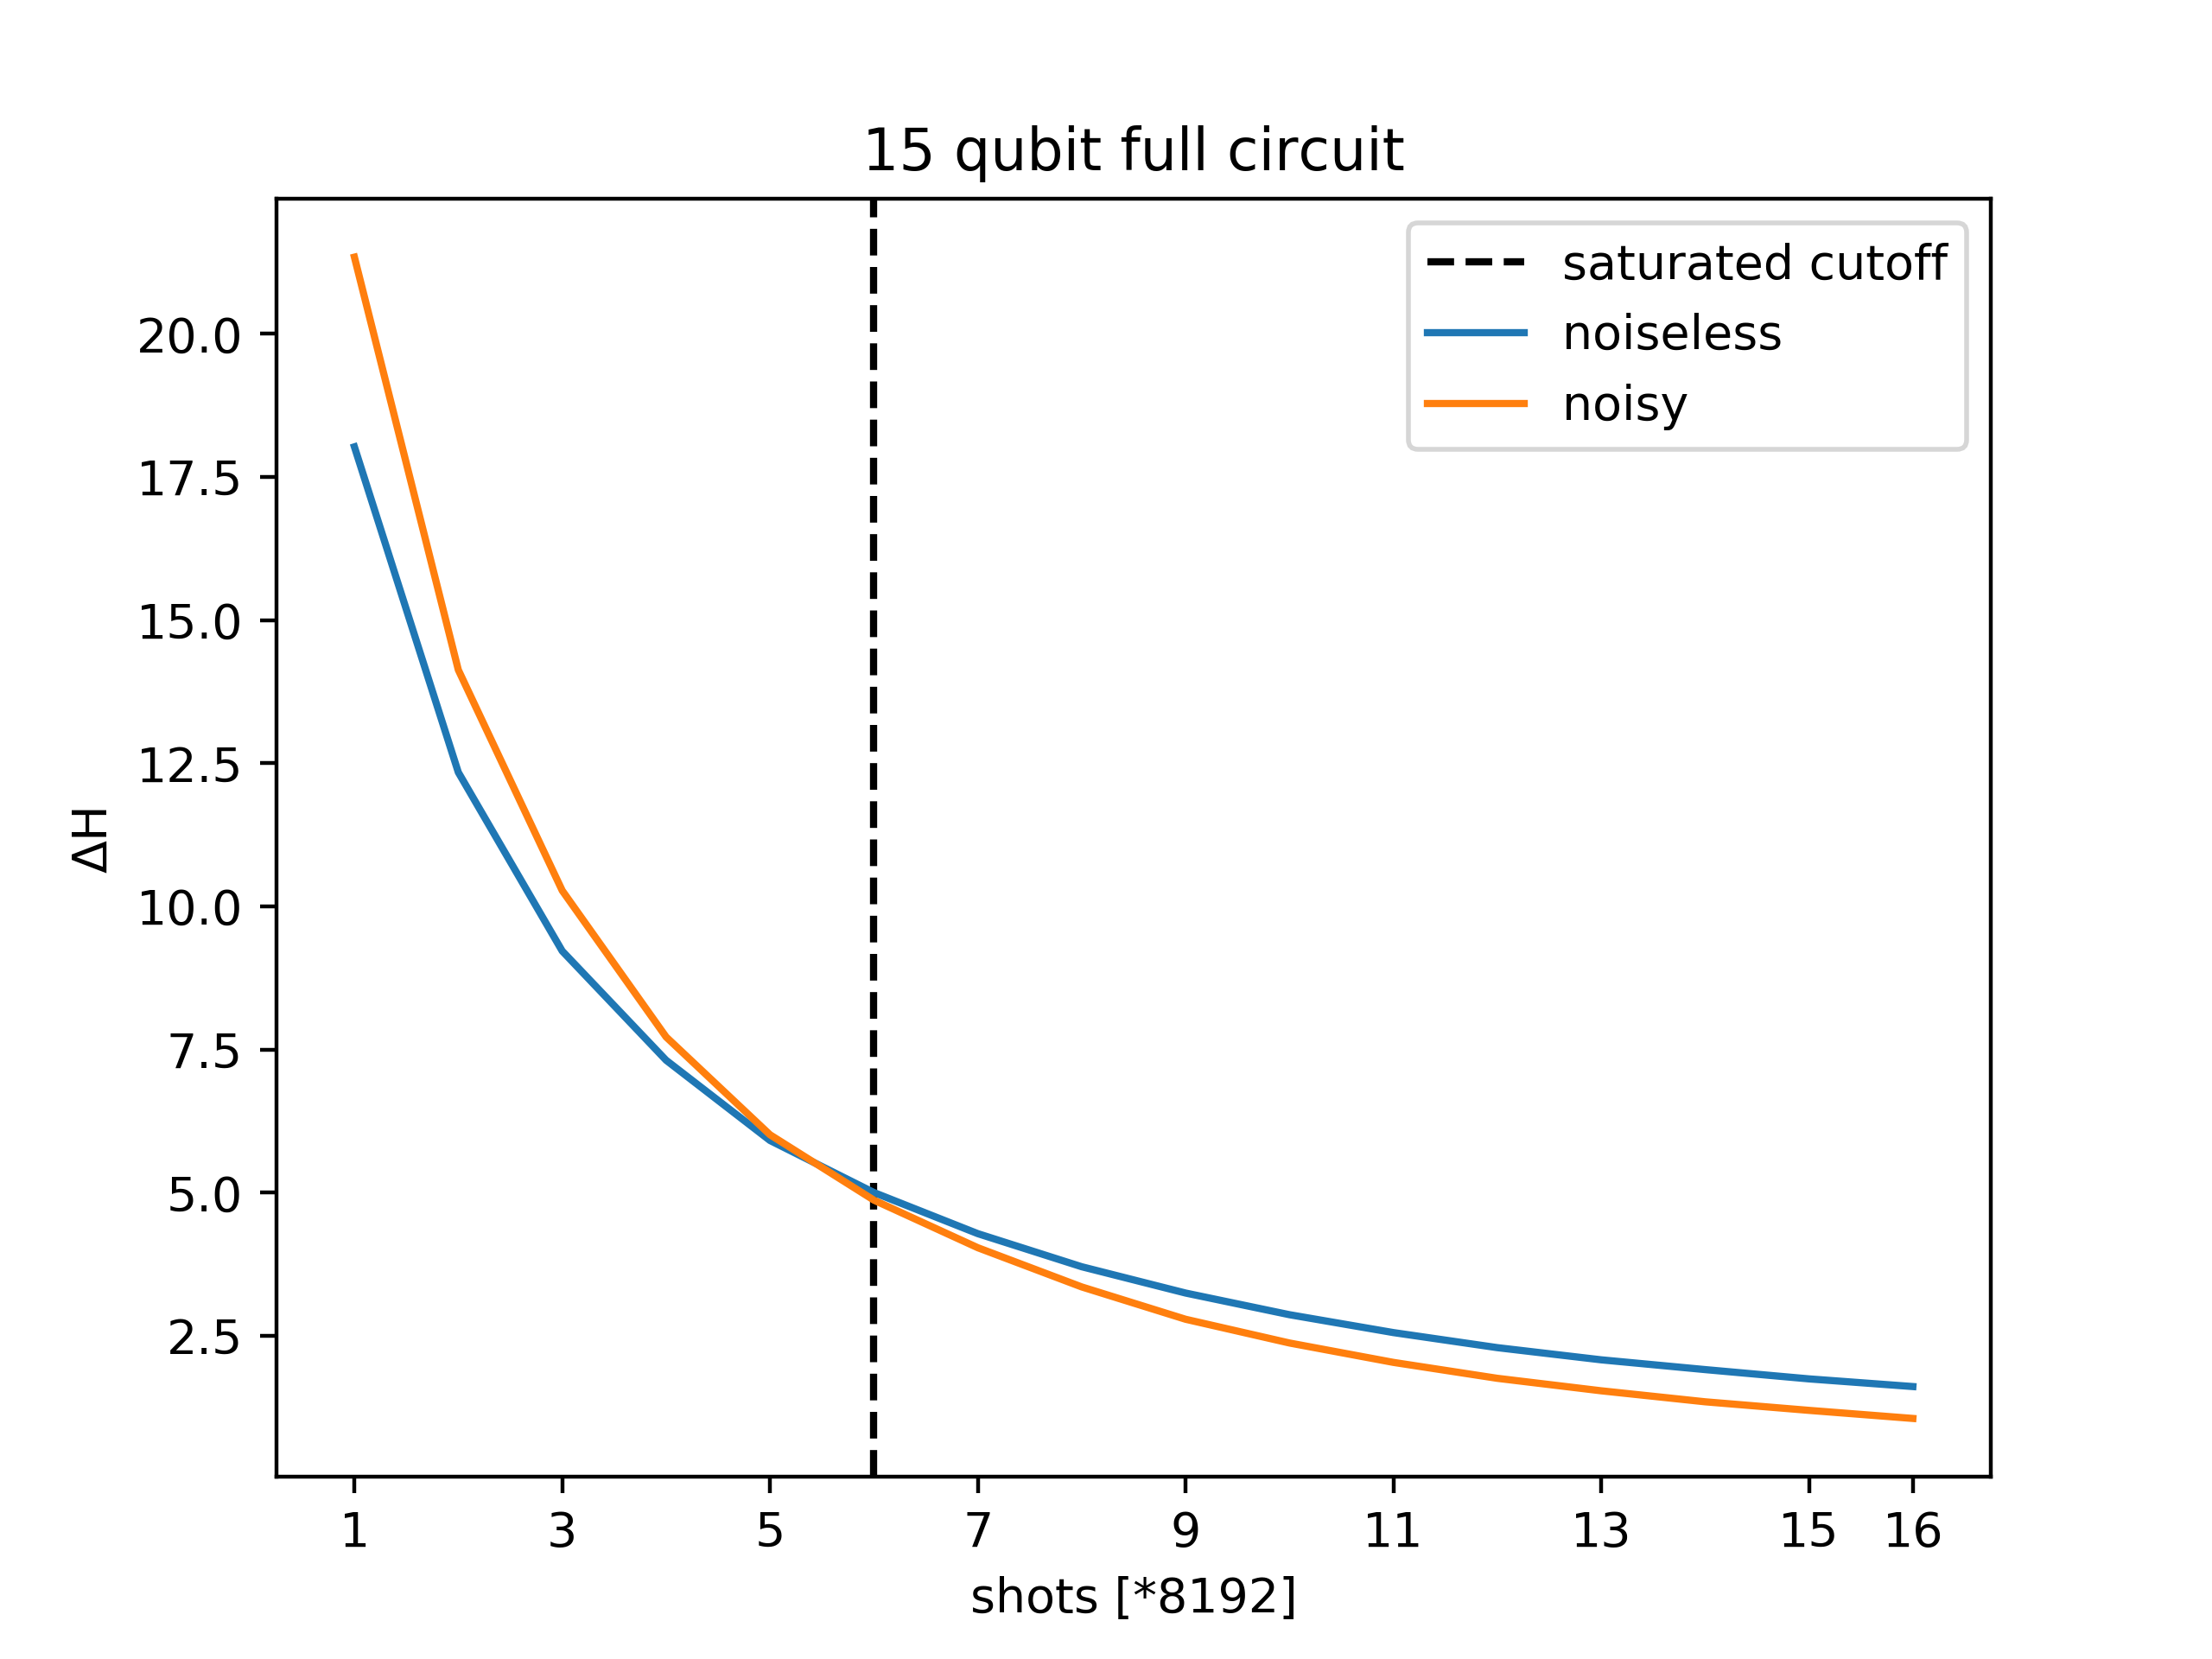 15 qubit full circuit
saturated cutoff
noiseless
noisy
20.0
17.5
15.0
12.5
10.0
7.5
5.0
2.5
ΔH
1 3 5 7 9 11 13 15 16
shots [*8192]